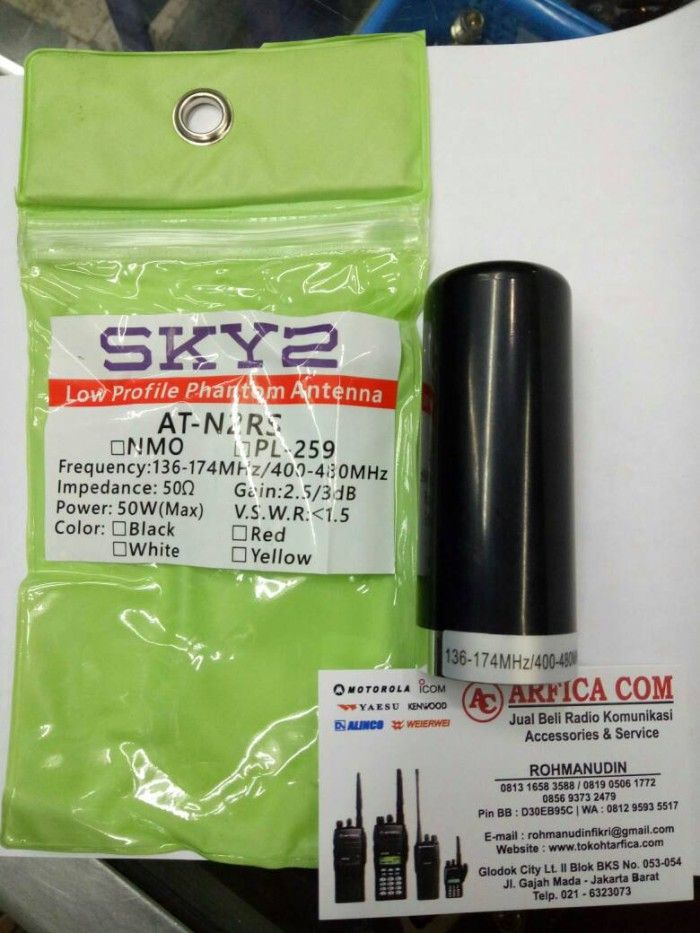 SKY2
Low Profile Phantom Antenna
AT-N2RS
☐NMO ☐PL-259
Frequency:136-174MHz/400-480MHz
Impedance: 50Ω Gain:2.5/3dB
Power: 50W(Max) V.S.W.R:<1.5
Color: ☐Black ☐Red
☐White ☐Yellow
136-174MHz/400-480MH
MOTOROLA iCOM
YAESU KENWOOD
ALINCO WEIERWEI
AC ARFICA COM
Jual Beli Radio Komunikasi
Accessories & Service
ROHMANUDIN
0813 1658 3588 / 0819 0506 1772
0856 9373 2479
Pin BB : D30EB95C | WA : 0812 9593 5517
E-mail : rohmanudinfikri@gmail.com
Website : www.tokohtarfica.com
Glodok City Lt. II Blok BKS No. 053-054
Jl. Gajah Mada - Jakarta Barat
Telp. 021 - 6323073